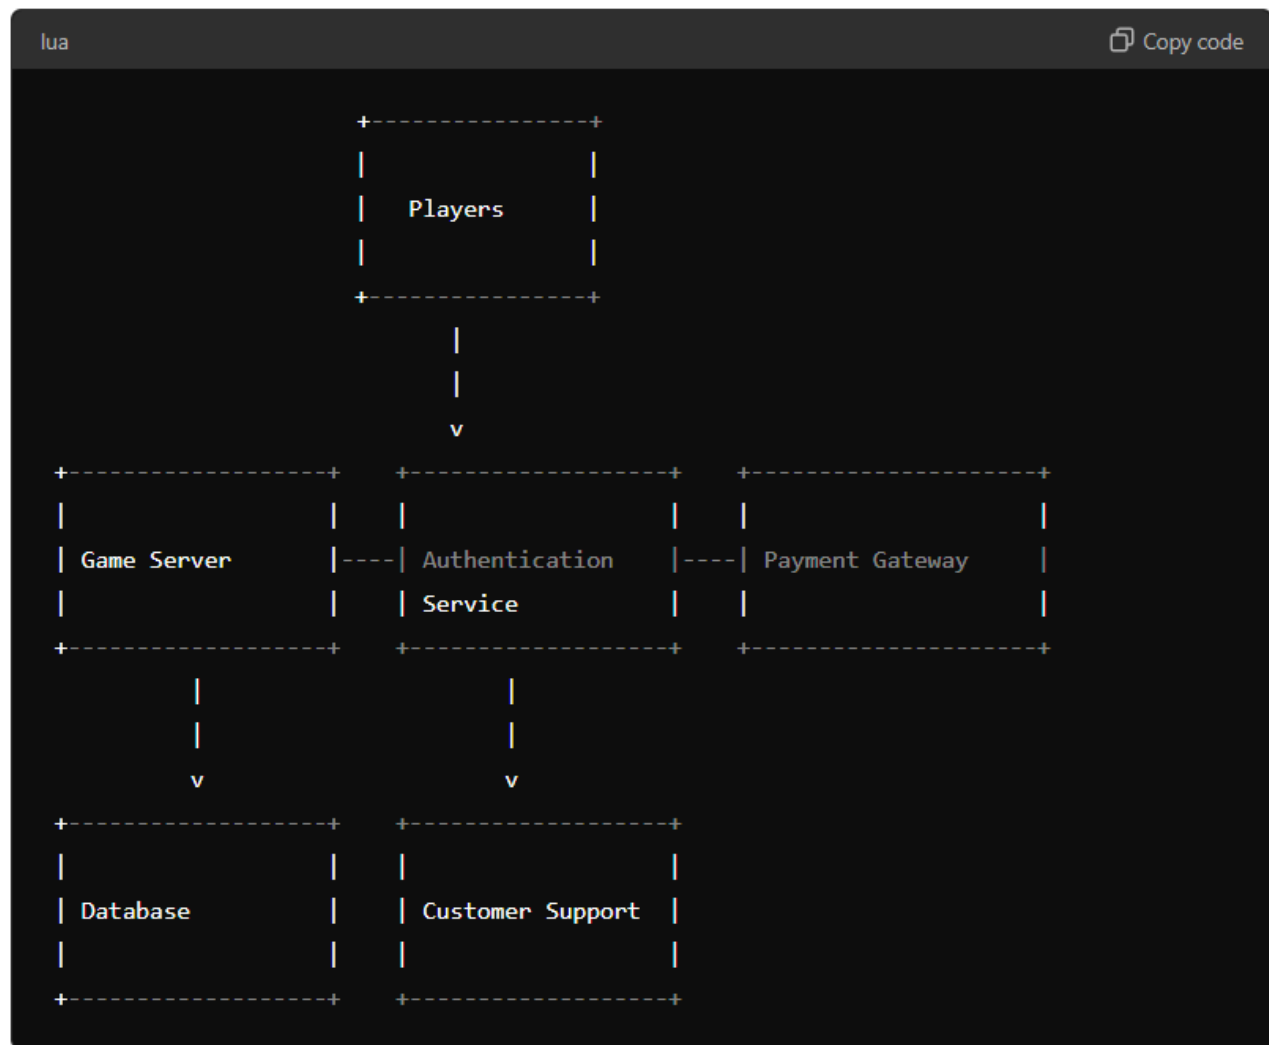 lua
Copy code
+----------------+
|                |
|   Players      |
|                |
+----------------+
|
|
v
+-------------------+    +-------------------+    +---------------------+
|                   |    |                   |    |                     |
| Game Server       |----| Authentication    |----| Payment Gateway     |
|                   |    | Service           |    |                     |
+-------------------+    +-------------------+    +---------------------+
|                      |
|                      |
v                      v
+-------------------+    +-------------------+
|                   |    |                   |
| Database          |    | Customer Support  |
|                   |    |                   |
+-------------------+    +-------------------+